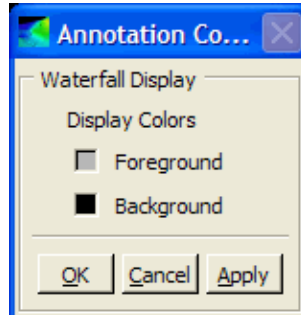 Annotation Co...
Waterfall Display
Display Colors
Foreground
Background
OK Cancel Apply